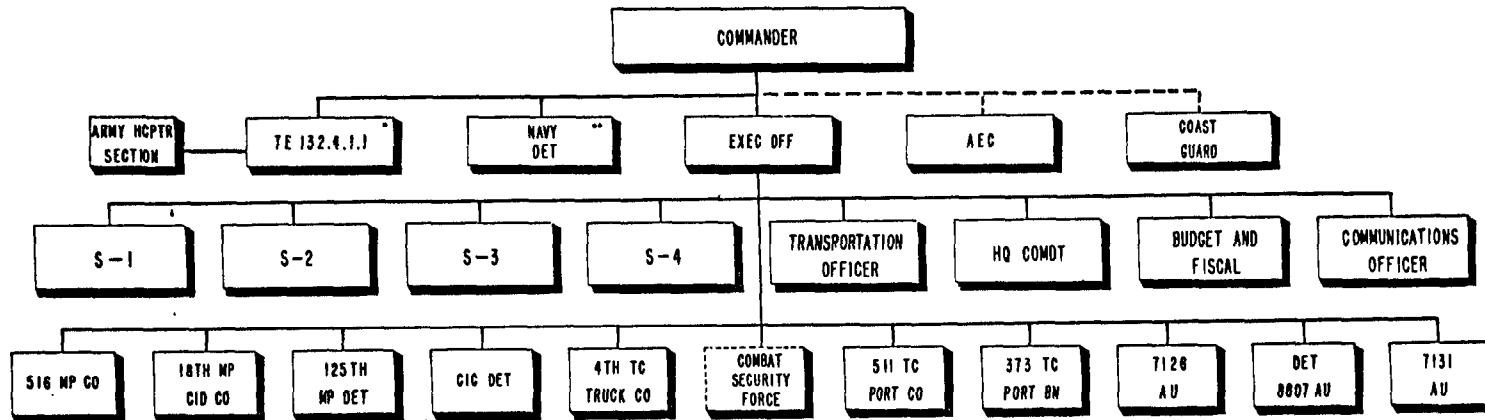 COMMANDER
ARMY HCPTR
SECTION
TE 132.4.1.1 *
NAVY **
DET
EXEC OFF
AEC
COAST
GUARD
S-1
S-2
S-3
S-4
TRANSPORTATION
OFFICER
HQ COMDT
BUDGET AND
FISCAL
COMMUNICATIONS
OFFICER
516 MP CO
18TH MP
CID CO
125TH
MP DET
CIC DET
4TH TC
TRUCK CO
COMBAT
SECURITY
FORCE
511 TC
PORT CO
373 TC
PORT BN
7126
AU
DET
8607 AU
7131
AU